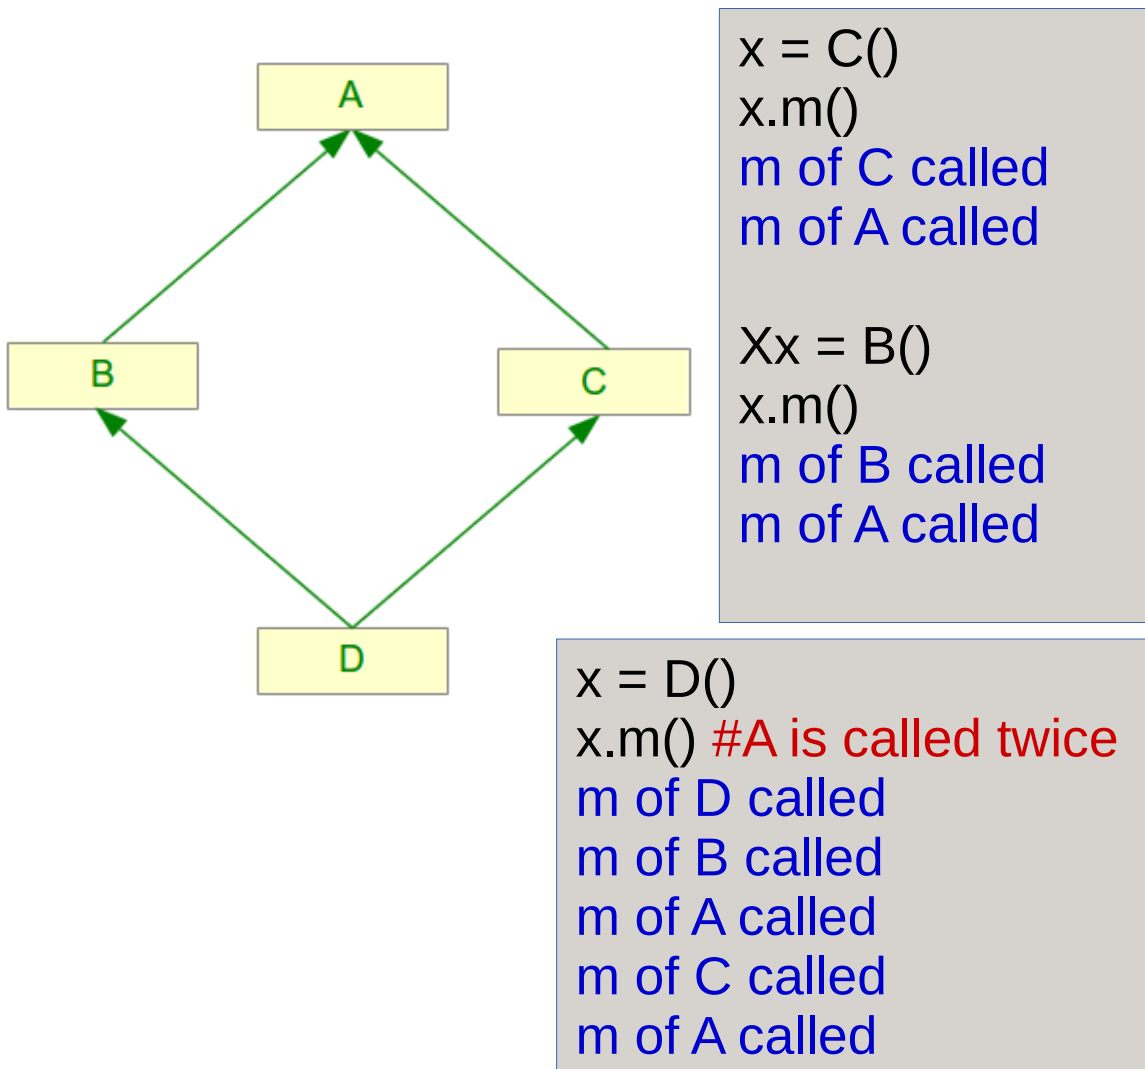 A
B
C
D
x = C()
x.m()
m of C called
m of A called
Xx = B()
x.m()
m of B called
m of A called
x = D()
x.m() #A is called twice
m of D called
m of B called
m of A called
m of C called
m of A called